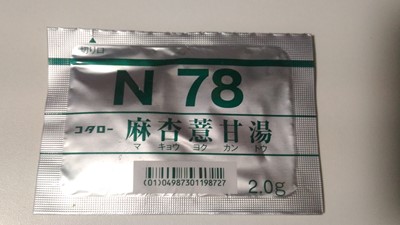 切り口
N 78
コタロー 麻杏薏甘湯
マ キョウ ヨク カン トウ
(01)04987301198727
2.0g